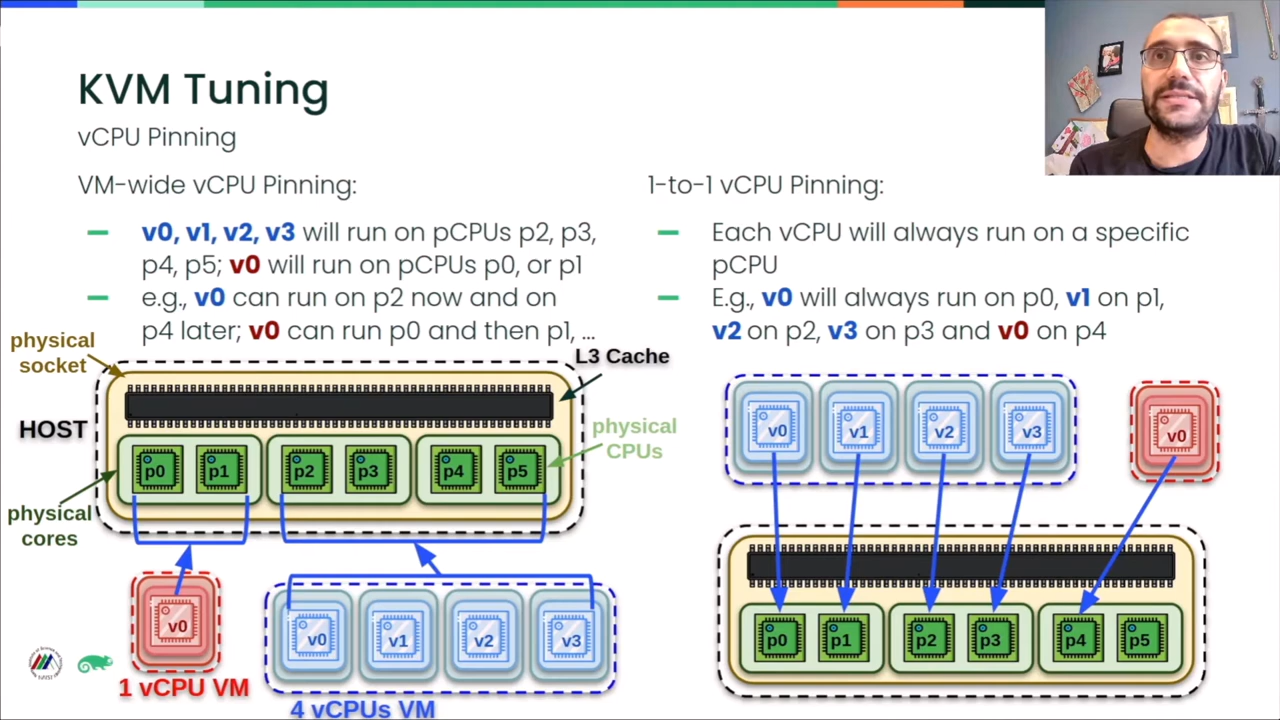 KVM Tuning
vCPU Pinning
VM-wide vCPU Pinning:
v0, v1, v2, v3 will run on pCPUs p2, p3,
p4, p5; v0 will run on pCPUs p0, or p1
e.g., v0 can run on p2 now and on
p4 later; v0 can run p0 and then p1, ...
physical
socket
L3 Cache
HOST
physical
CPUs
p0 p1 p2 p3 p4 p5
physical
cores
v0
v0 v1 v2 v3
1 vCPU VM
4 vCPUs VM
1-to-1 vCPU Pinning:
Each vCPU will always run on a specific
pCPU
E.g., v0 will always run on p0, v1 on p1,
v2 on p2, v3 on p3 and v0 on p4
v0 v1 v2 v3 v0
p0 p1 p2 p3 p4 p5